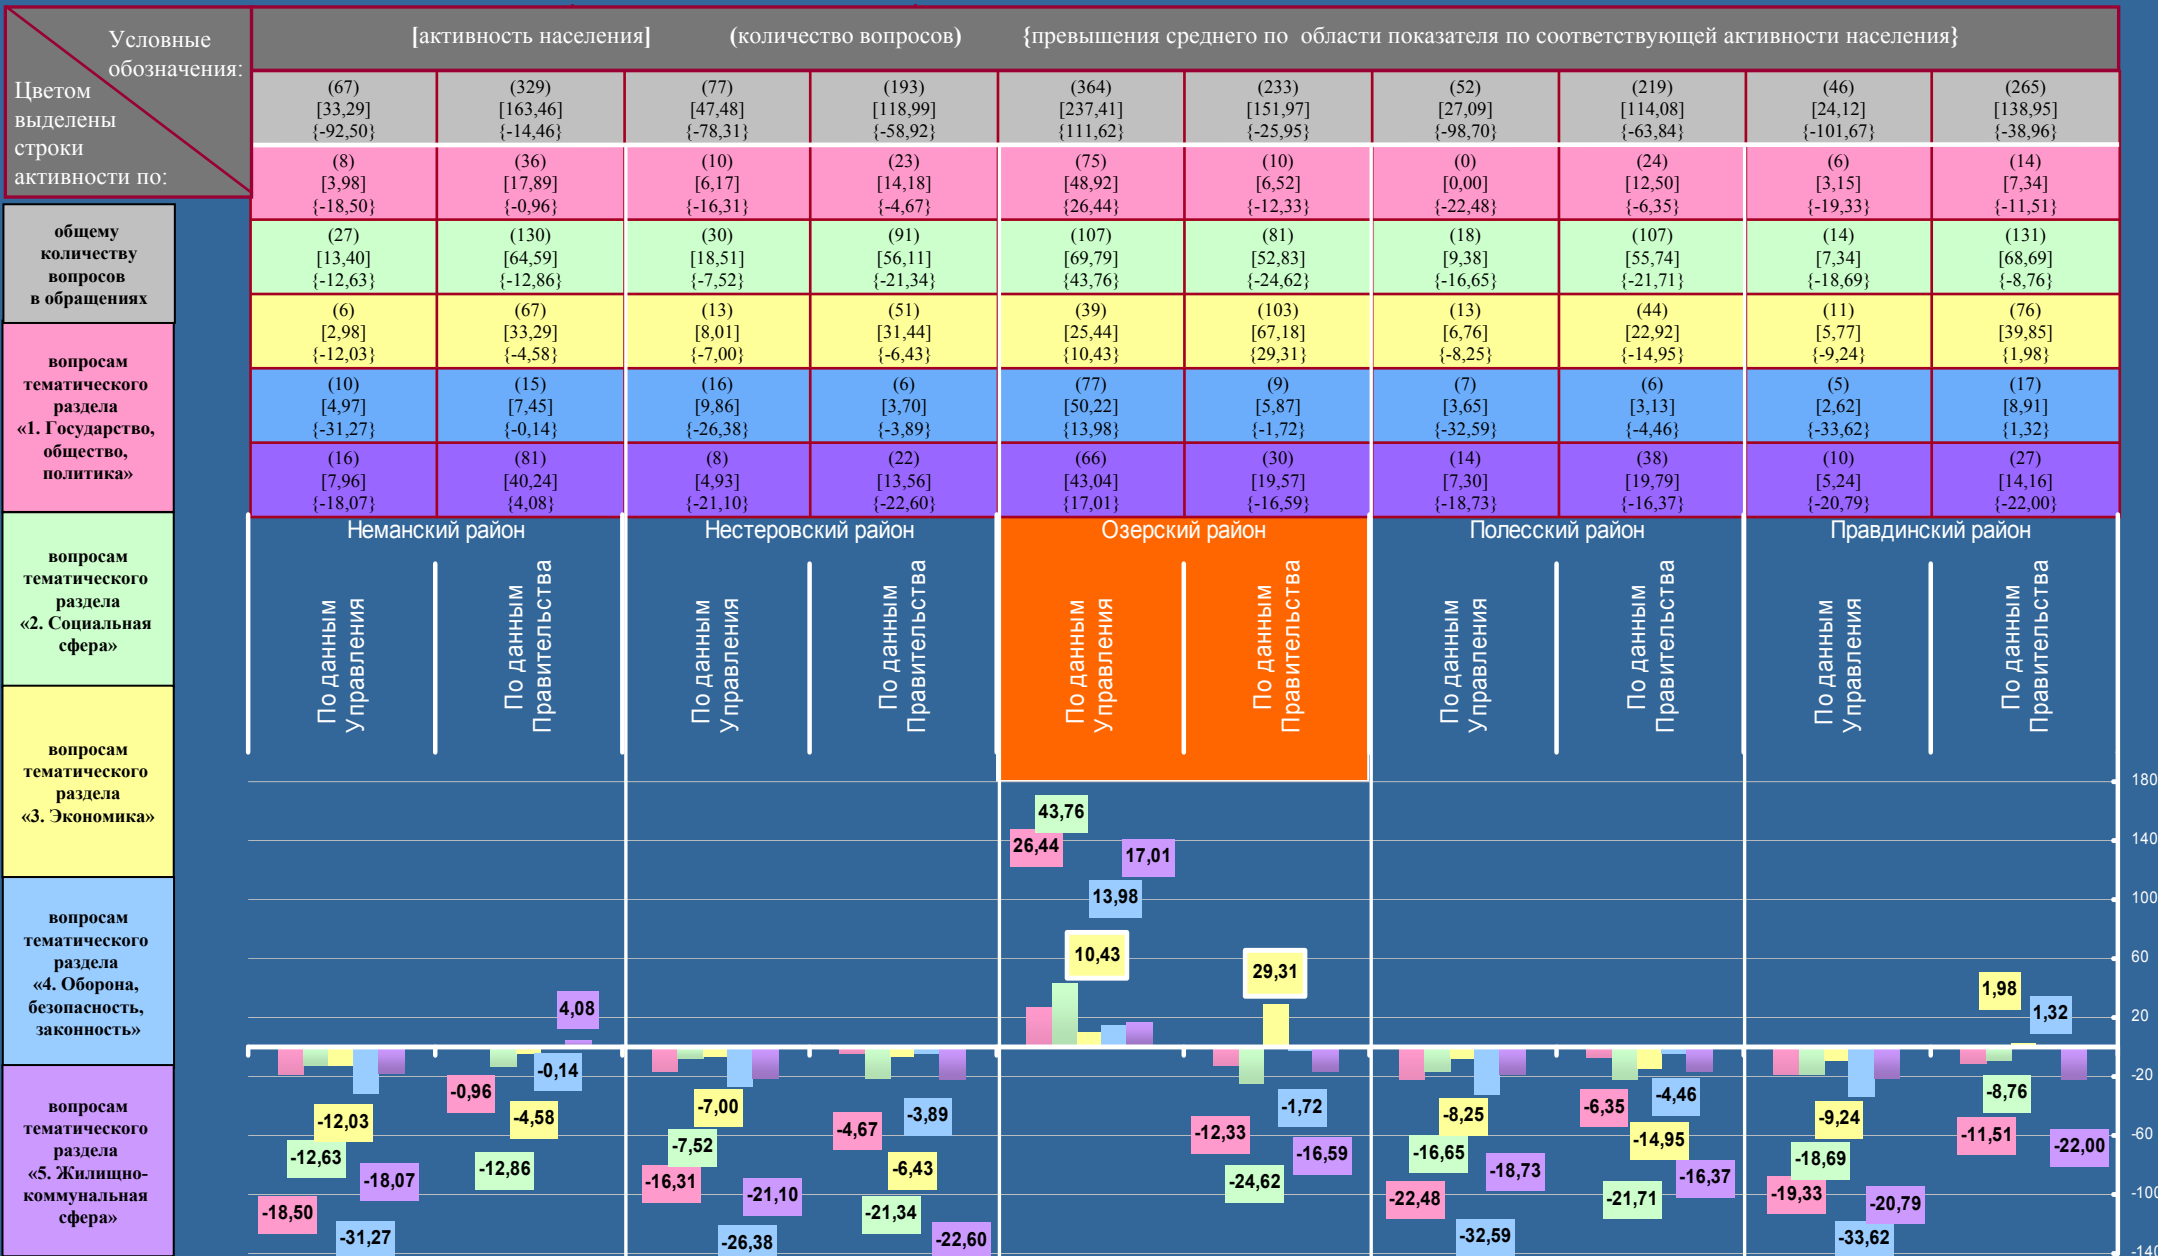 Условные
обозначения:
Цветом
выделены
строки
активности по:
[активность населения] (количество вопросов) {превышения среднего по области показателя по соответствующей активности населения}
(67) (329) (77) (193) (364) (233) (52) (219) (46) (265)
[33,29] [163,46] [47,48] [118,99] [237,41] [151,97] [27,09] [114,08] [24,12] [138,95]
{-92,50} {-14,46} {-78,31} {-58,92} {111,62} {-25,95} {-98,70} {-63,84} {-101,67} {-38,96}
(8) (36) (10) (23) (75) (10) (0) (24) (6) (14)
[3,98] [17,89] [6,17] [14,18] [48,92] [6,52] [0,00] [12,50] [3,15] [7,34]
{-18,50} {-0,96} {-16,31} {-4,67} {26,44} {-12,33} {-22,48} {-6,35} {-19,33} {-11,51}
(27) (130) (30) (91) (107) (81) (18) (107) (14) (131)
[13,40] [64,59] [18,51] [56,11] [69,79] [52,83] [9,38] [55,74] [7,34] [68,69]
{-12,63} {-12,86} {-7,52} {-21,34} {43,76} {-24,62} {-16,65} {-21,71} {-18,69} {-8,76}
(6) (67) (13) (51) (39) (103) (13) (44) (11) (76)
[2,98] [33,29] [8,01] [31,44] [25,44] [67,18] [6,76] [22,92] [5,77] [39,85]
{-12,03} {-4,58} {-7,00} {-6,43} {10,43} {29,31} {-8,25} {-14,95} {-9,24} {1,98}
(10) (15) (16) (6) (77) (9) (7) (6) (5) (17)
[4,97] [7,45] [9,86] [3,70] [50,22] [5,87] [3,65] [3,13] [2,62] [8,91]
{-31,27} {-0,14} {-26,38} {-3,89} {13,98} {-1,72} {-32,59} {-4,46} {-33,62} {1,32}
(16) (81) (8) (22) (66) (30) (14) (38) (10) (27)
[7,96] [40,24] [4,93] [13,56] [43,04] [19,57] [7,30] [19,79] [5,24] [14,16]
{-18,07} {4,08} {-21,10} {-22,60} {17,01} {-16,59} {-18,73} {-16,37} {-20,79} {-22,00}
общему
количеству
вопросов
в обращениях
вопросам
тематического
раздела
«1. Государство,
общество,
политика»
вопросам
тематического
раздела
«2. Социальная
сфера»
вопросам
тематического
раздела
«3. Экономика»
вопросам
тематического
раздела
«4. Оборона,
безопасность,
законность»
вопросам
тематического
раздела
«5. Жилищно-
коммунальная
сфера»
Неманский район Нестеровский район Озерский район Полесский район Правдинский район
По данным
Управления
По данным
Правительства
По данным
Управления
По данным
Правительства
По данным
Управления
По данным
Правительства
По данным
Управления
По данным
Правительства
По данным
Управления
По данным
Правительства
180
140
100
60
20
-20
-60
-100
-140
-18,50
-12,63
-12,03
-31,27
-18,07
-0,96
-12,86
-4,58
-0,14
4,08
-16,31
-7,52
-7,00
-26,38
-21,10
-4,67
-21,34
-6,43
-3,89
-22,60
26,44
43,76
10,43
13,98
17,01
-12,33
-24,62
29,31
-1,72
-16,59
-22,48
-16,65
-8,25
-32,59
-18,73
-6,35
-21,71
-14,95
-4,46
-16,37
-19,33
-18,69
-9,24
-33,62
-20,79
-11,51
-8,76
1,98
1,32
-22,00